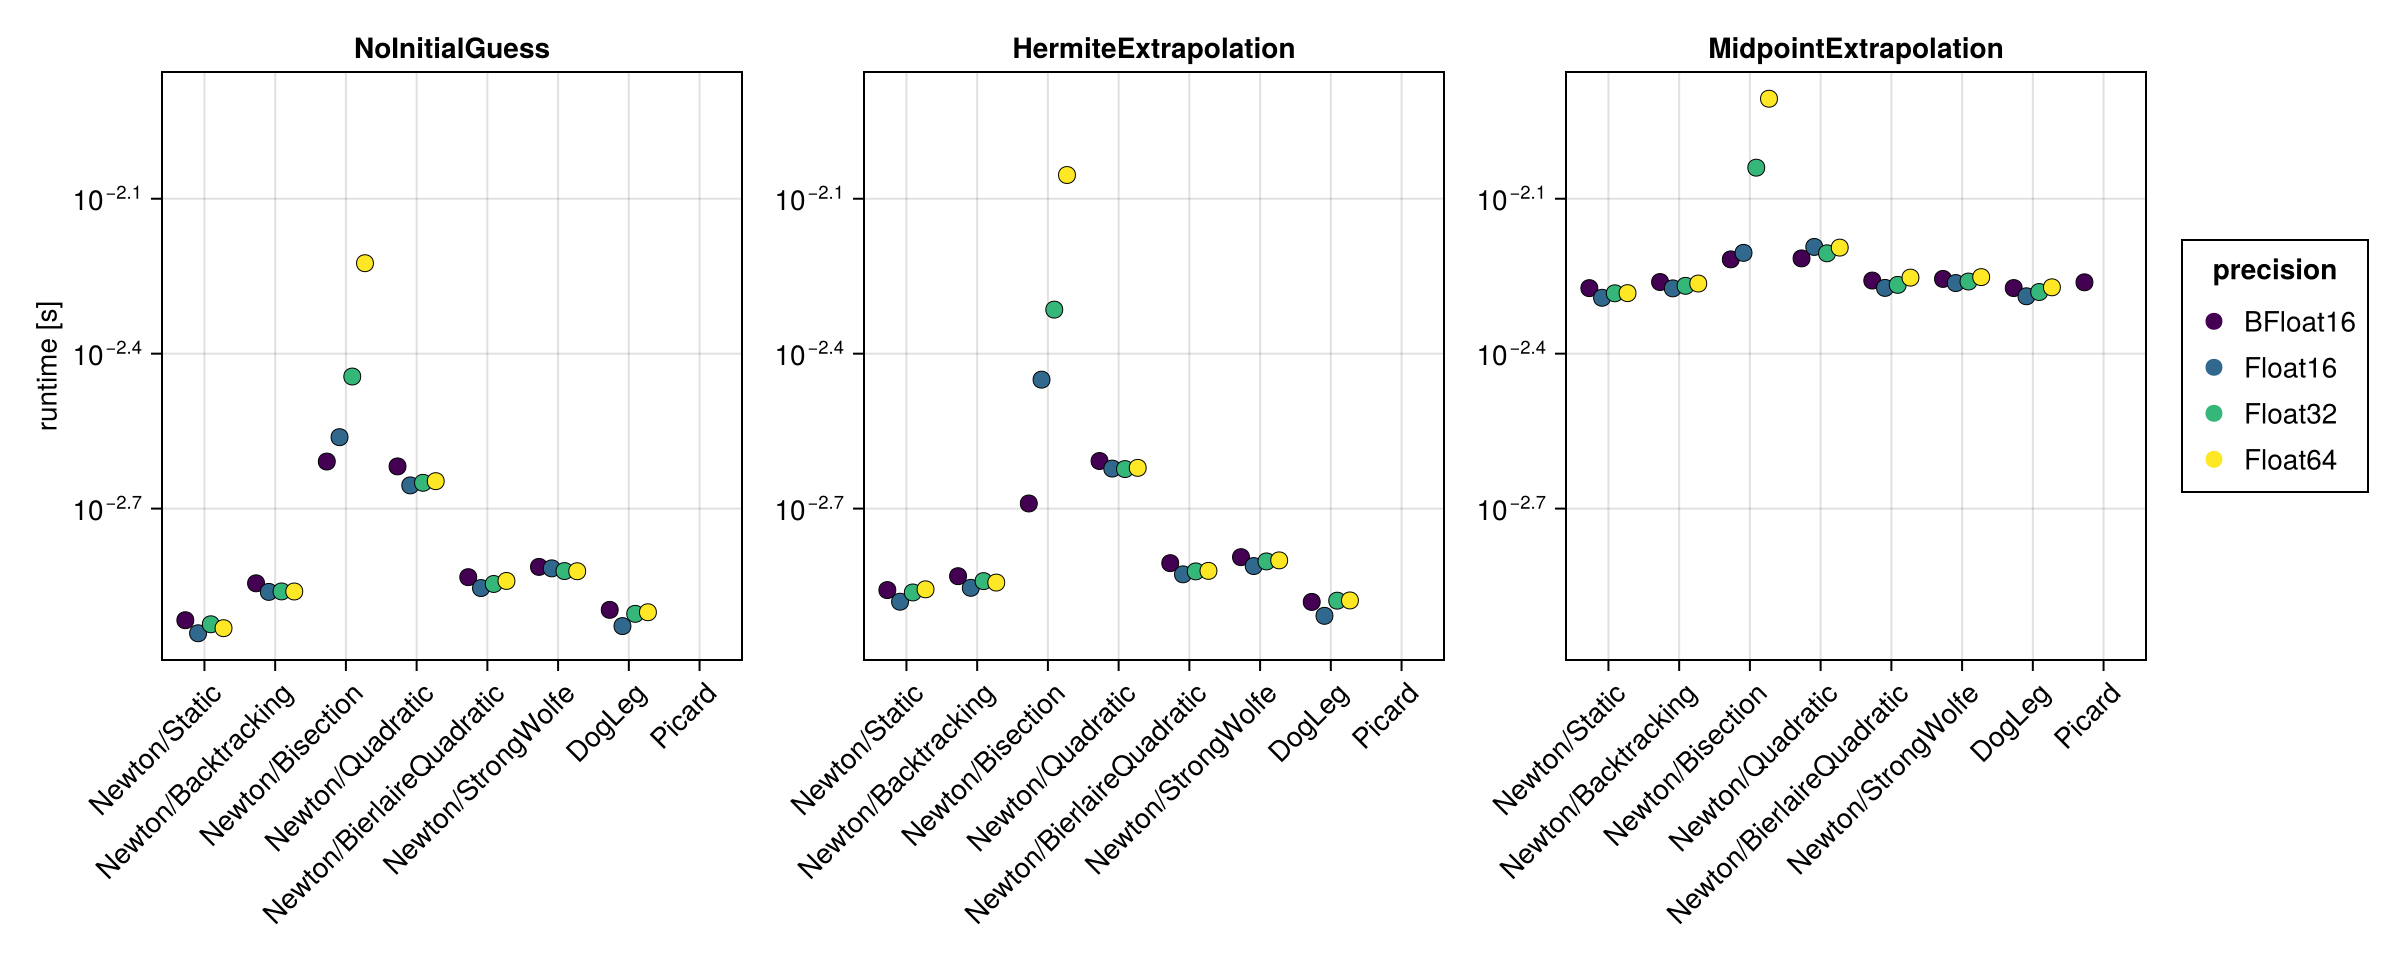 NoInitialGuess
HermiteExtrapolation
MidpointExtrapolation
runtime [s]
10−2.1
10−2.4
10−2.7
10−2.1
10−2.4
10−2.7
10−2.1
10−2.4
10−2.7
Newton/Static
Newton/Backtracking
Newton/Bisection
Newton/Quadratic
Newton/BierlaireQuadratic
Newton/StrongWolfe
DogLeg
Picard
Newton/Static
Newton/Backtracking
Newton/Bisection
Newton/Quadratic
Newton/BierlaireQuadratic
Newton/StrongWolfe
DogLeg
Picard
Newton/Static
Newton/Backtracking
Newton/Bisection
Newton/Quadratic
Newton/BierlaireQuadratic
Newton/StrongWolfe
DogLeg
Picard
precision
BFloat16
Float16
Float32
Float64